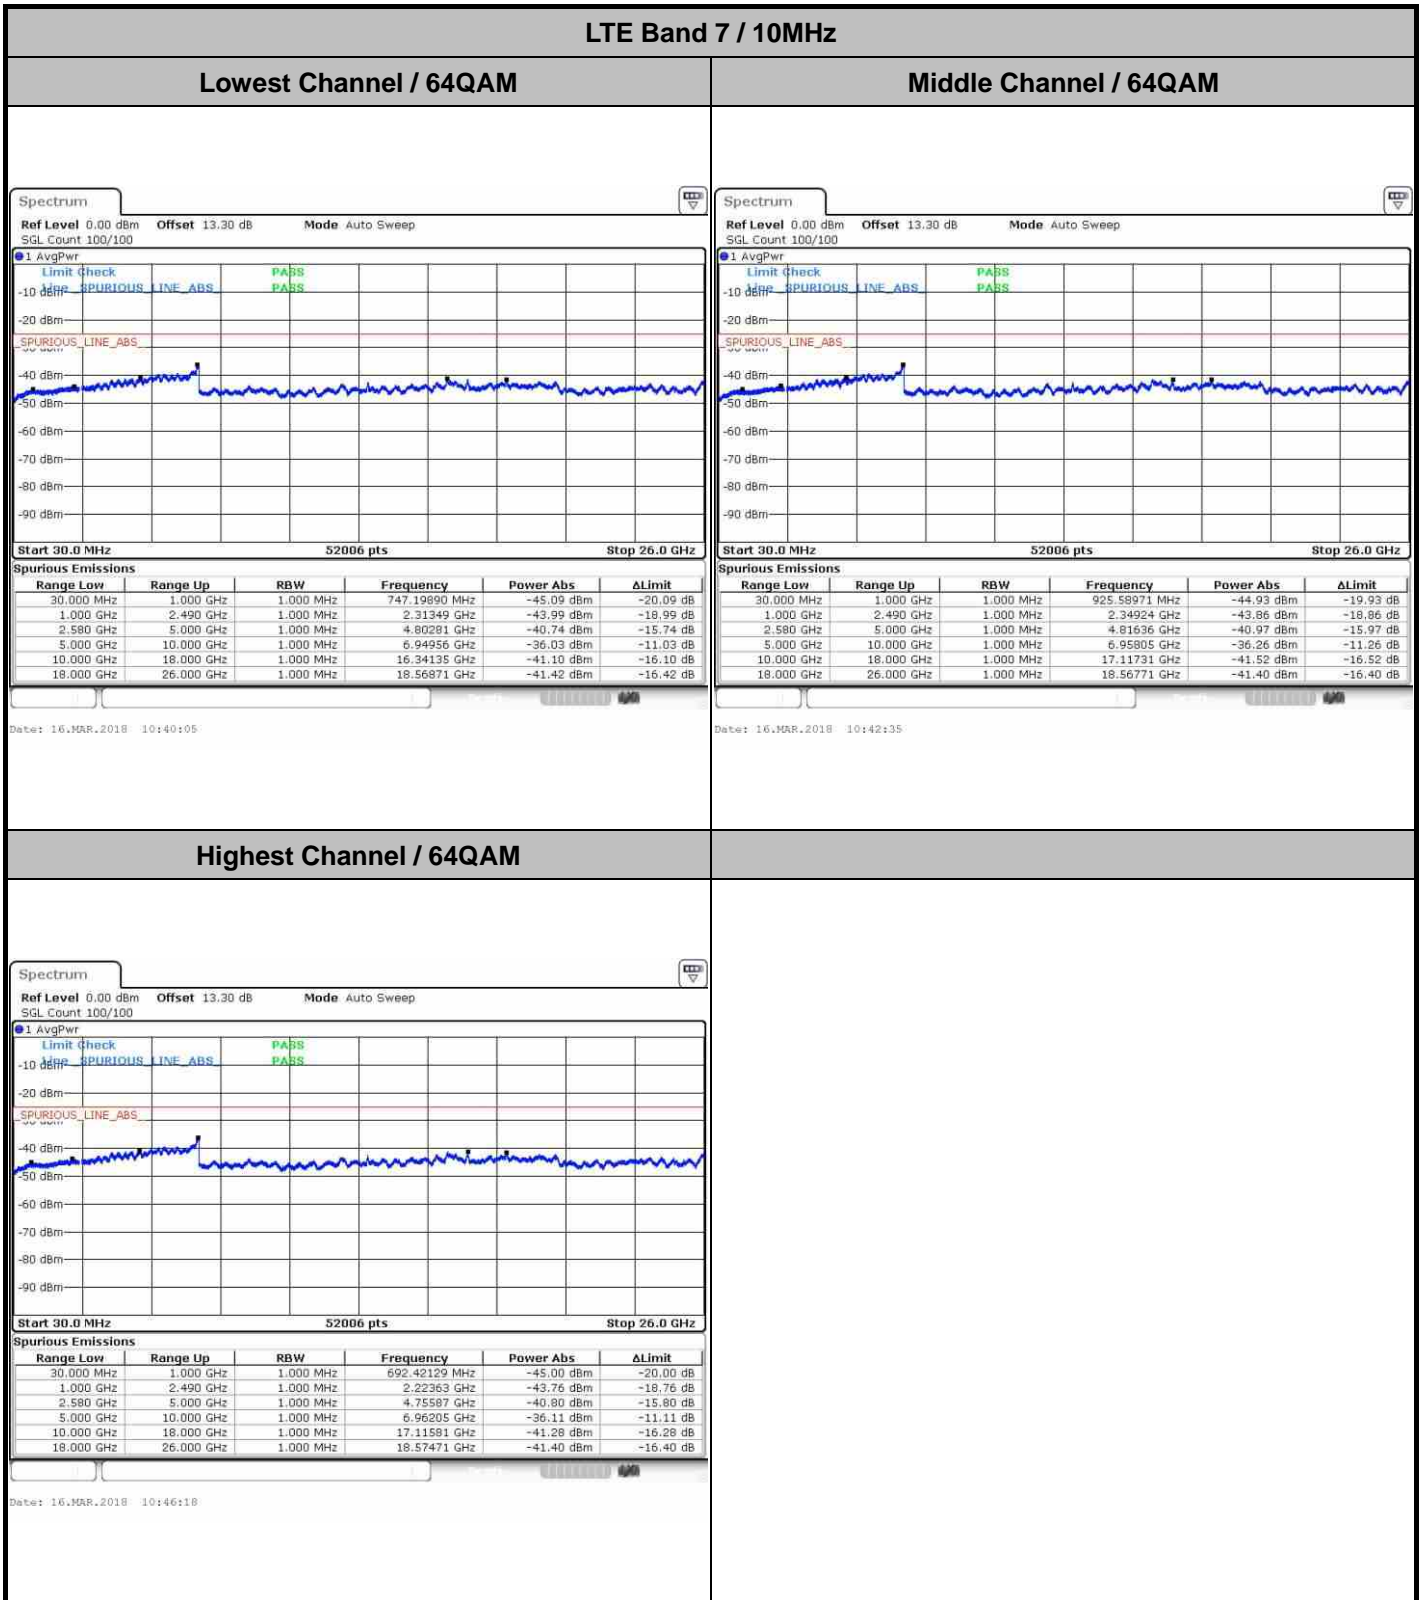 LTE Band 7 / 10MHz
Lowest Channel / 64QAM
Middle Channel / 64QAM
Spectrum
Ref Level 0.00 dBm Offset 13.30 dB Mode Auto Sweep
SGL Count 100/100
1 AvgPwr
Limit Check PASS
Line _SPURIOUS_LINE_ABS_ PASS
-10 dBm
-20 dBm
_SPURIOUS_LINE_ABS_
-30 dBm
-40 dBm
-50 dBm
-60 dBm
-70 dBm
-80 dBm
-90 dBm
Start 30.0 MHz 52006 pts Stop 26.0 GHz
Spurious Emissions
Range Low Range Up RBW Frequency Power Abs ΔLimit
30.000 MHz 1.000 GHz 1.000 MHz 747.19890 MHz -45.09 dBm -20.09 dB
1.000 GHz 2.490 GHz 1.000 MHz 2.31349 GHz -43.99 dBm -18.99 dB
2.580 GHz 5.000 GHz 1.000 MHz 4.80281 GHz -40.74 dBm -15.74 dB
5.000 GHz 10.000 GHz 1.000 MHz 6.94956 GHz -36.03 dBm -11.03 dB
10.000 GHz 18.000 GHz 1.000 MHz 16.34135 GHz -41.10 dBm -16.10 dB
18.000 GHz 26.000 GHz 1.000 MHz 18.56871 GHz -41.42 dBm -16.42 dB
Date: 16.MAR.2018 10:40:05
Spectrum
Ref Level 0.00 dBm Offset 13.30 dB Mode Auto Sweep
SGL Count 100/100
1 AvgPwr
Limit Check PASS
Line _SPURIOUS_LINE_ABS_ PASS
-10 dBm
-20 dBm
_SPURIOUS_LINE_ABS_
-30 dBm
-40 dBm
-50 dBm
-60 dBm
-70 dBm
-80 dBm
-90 dBm
Start 30.0 MHz 52006 pts Stop 26.0 GHz
Spurious Emissions
Range Low Range Up RBW Frequency Power Abs ΔLimit
30.000 MHz 1.000 GHz 1.000 MHz 925.58971 MHz -44.93 dBm -19.93 dB
1.000 GHz 2.490 GHz 1.000 MHz 2.34924 GHz -43.86 dBm -18.86 dB
2.580 GHz 5.000 GHz 1.000 MHz 4.81636 GHz -40.97 dBm -15.97 dB
5.000 GHz 10.000 GHz 1.000 MHz 6.95805 GHz -36.26 dBm -11.26 dB
10.000 GHz 18.000 GHz 1.000 MHz 17.11731 GHz -41.52 dBm -16.52 dB
18.000 GHz 26.000 GHz 1.000 MHz 18.56771 GHz -41.40 dBm -16.40 dB
Date: 16.MAR.2018 10:42:35
Highest Channel / 64QAM
Spectrum
Ref Level 0.00 dBm Offset 13.30 dB Mode Auto Sweep
SGL Count 100/100
1 AvgPwr
Limit Check PASS
Line _SPURIOUS_LINE_ABS_ PASS
-10 dBm
-20 dBm
_SPURIOUS_LINE_ABS_
-30 dBm
-40 dBm
-50 dBm
-60 dBm
-70 dBm
-80 dBm
-90 dBm
Start 30.0 MHz 52006 pts Stop 26.0 GHz
Spurious Emissions
Range Low Range Up RBW Frequency Power Abs ΔLimit
30.000 MHz 1.000 GHz 1.000 MHz 692.42129 MHz -45.00 dBm -20.00 dB
1.000 GHz 2.490 GHz 1.000 MHz 2.22363 GHz -43.76 dBm -18.76 dB
2.580 GHz 5.000 GHz 1.000 MHz 4.75587 GHz -40.80 dBm -15.80 dB
5.000 GHz 10.000 GHz 1.000 MHz 6.96205 GHz -36.11 dBm -11.11 dB
10.000 GHz 18.000 GHz 1.000 MHz 17.11581 GHz -41.28 dBm -16.28 dB
18.000 GHz 26.000 GHz 1.000 MHz 18.57471 GHz -41.40 dBm -16.40 dB
Date: 16.MAR.2018 10:46:18